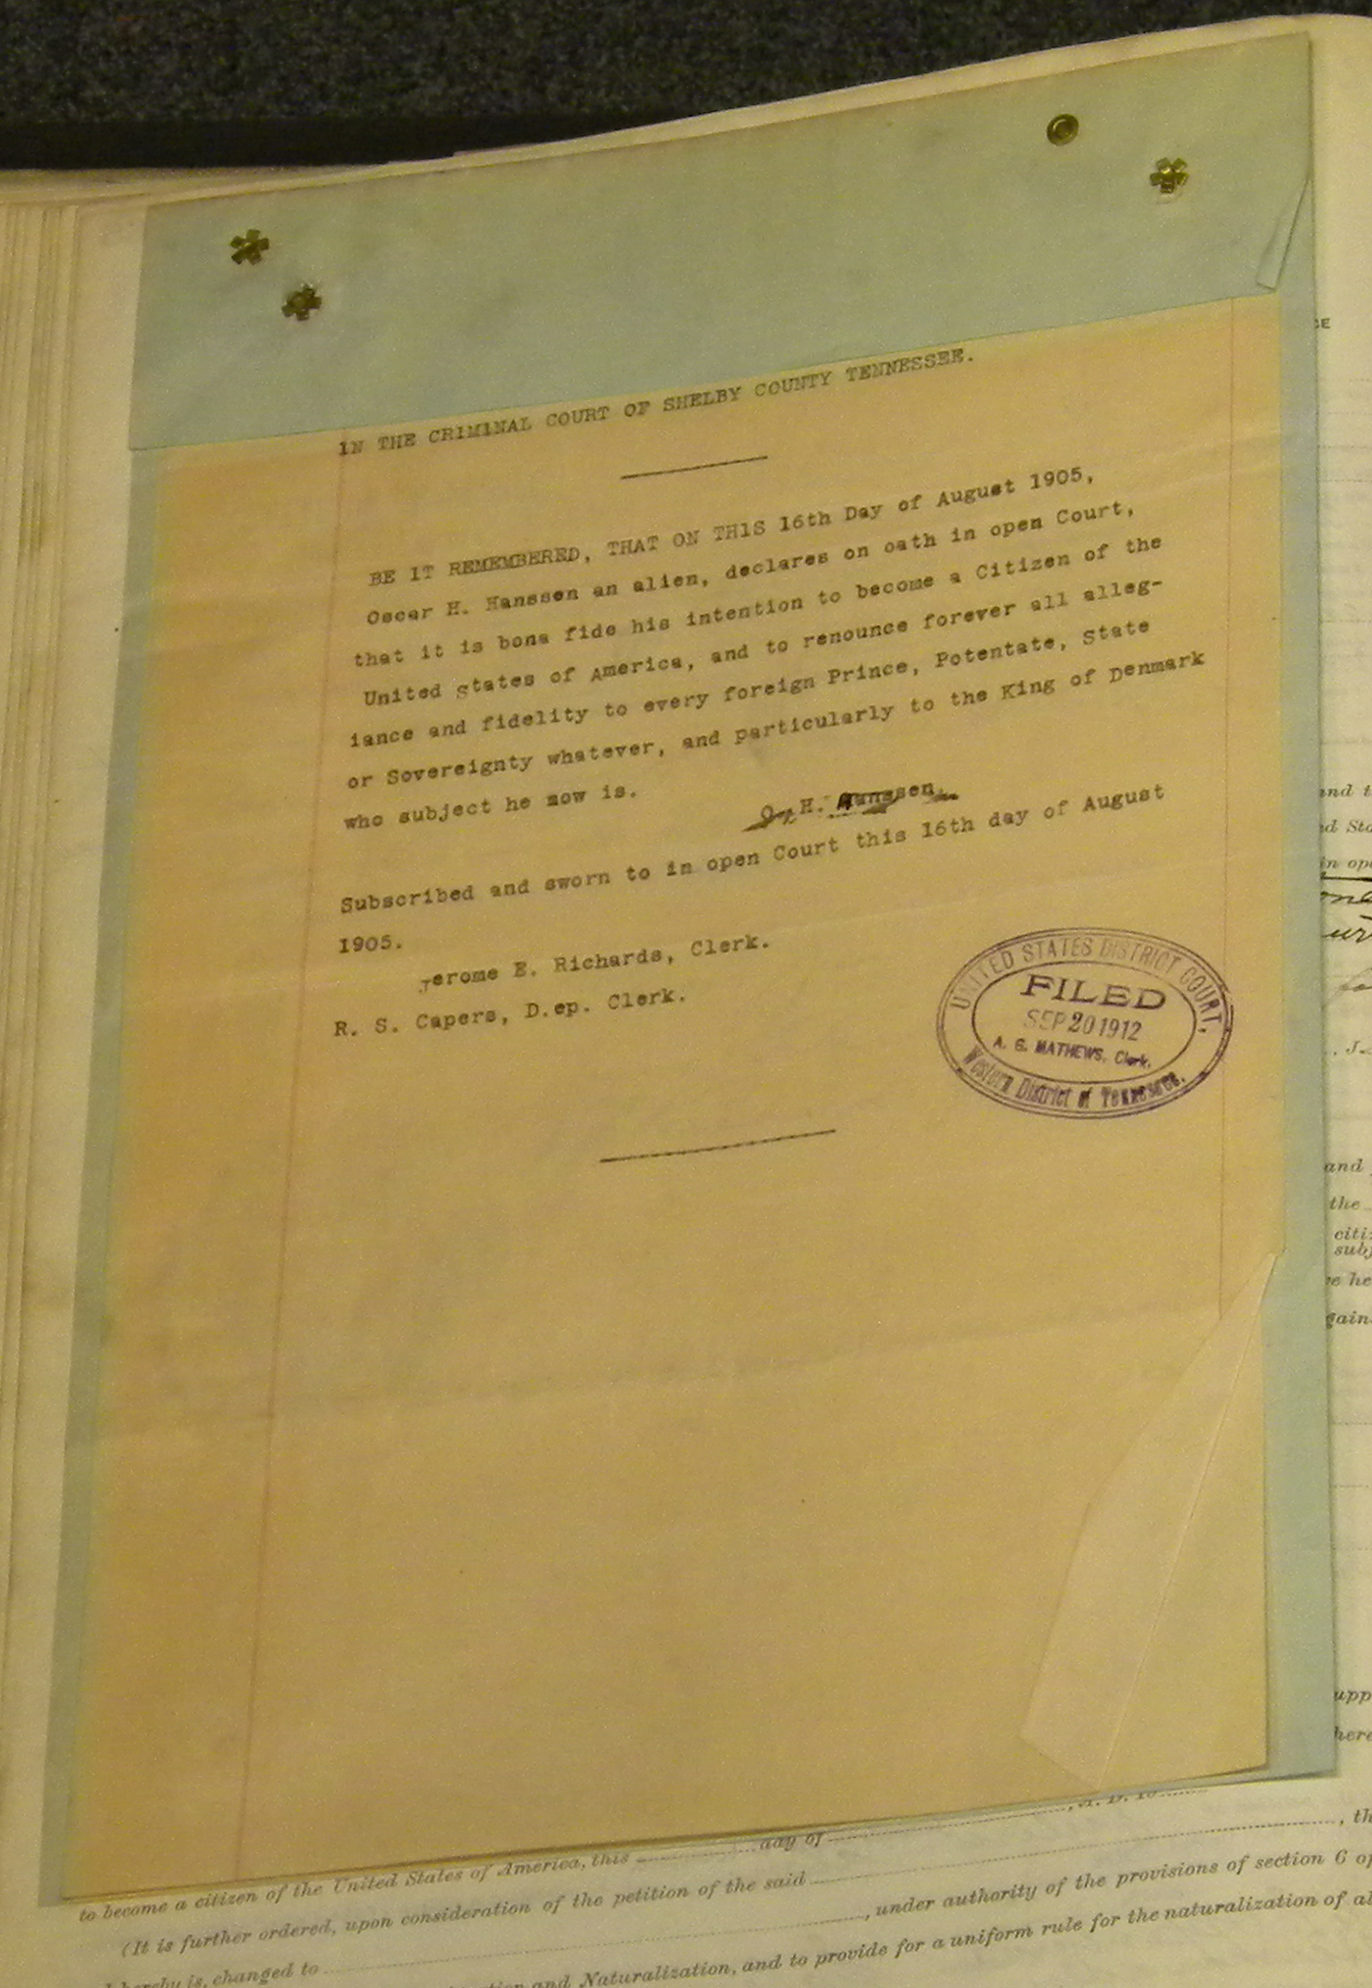 IN THE CRIMINAL COURT OF SHELBY COUNTY TENNESSEE.
BE IT REMEMBERED, THAT ON THIS 16th Day of August 1905,
Oscar H. Hanssen an alien, declares on oath in open Court,
that it is bona fide his intention to become a Citizen of the
United States of America, and to renounce forever all alleg-
iance and fidelity to every foreign Prince, Potentate, State
or Sovereignty whatever, and particularly to the King of Denmark
who subject he now is.
O. H. Hanssen
Subscribed and sworn to in open Court this 16th day of August
1905.
Jerome E. Richards, Clerk.
R. S. Capers, D.ep. Clerk.
UNITED STATES DISTRICT COURT,
FILED
SEP 20 1912
A. G. MATHEWS, Clerk.
Western District of Tennessee.
and
the
day of
, A. D. 19
to become a citizen of the United States of America, this
(It is further ordered, upon consideration of the petition of the said
, under authority of the provisions of section 6
hereby is, changed to
and Naturalization, and to provide for a uniform rule for the naturalization of